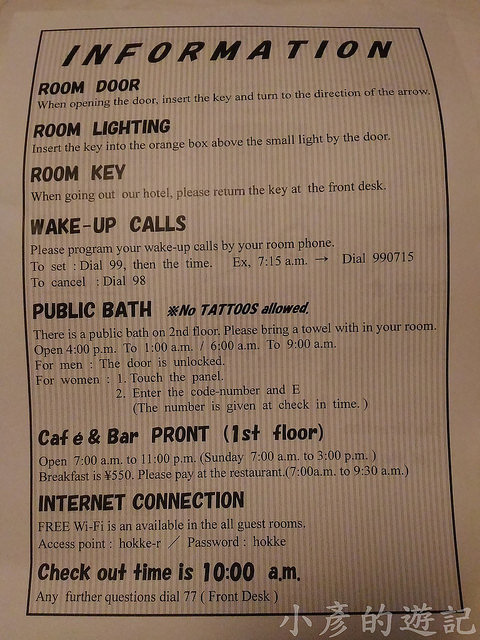 INFORMATION
ROOM DOOR
When opening the door, insert the key and turn to the direction of the arrow.
ROOM LIGHTING
Insert the key into the orange box above the small light by the door.
ROOM KEY
When going out our hotel, please return the key at the front desk.
WAKE-UP CALLS
Please program your wake-up calls by your room phone.
To set : Dial 99, then the time. Ex, 7:15 a.m. → Dial 990715
To cancel : Dial 98
PUBLIC BATH ※No TATTOOS allowed.
There is a public bath on 2nd floor. Please bring a towel with in your room.
Open 4:00 p.m. To 1:00 a.m. / 6:00 a.m. To 9:00 a.m.
For men : The door is unlocked.
For women : 1. Touch the panel.
2. Enter the code-number and E
(The number is given at check in time. )
Café & Bar PRONT (1st floor)
Open 7:00 a.m. to 11:00 p.m. (Sunday 7:00 a.m. to 3:00 p.m. )
Breakfast is ¥550. Please pay at the restaurant.(7:00a.m. to 9:30 a.m.)
INTERNET CONNECTION
FREE Wi-Fi is an available in the all guest rooms.
Access point : hokke-r ／ Password : hokke
Check out time is 10:00 a.m.
Any further questions dial 77 ( Front Desk )
小彥的遊記